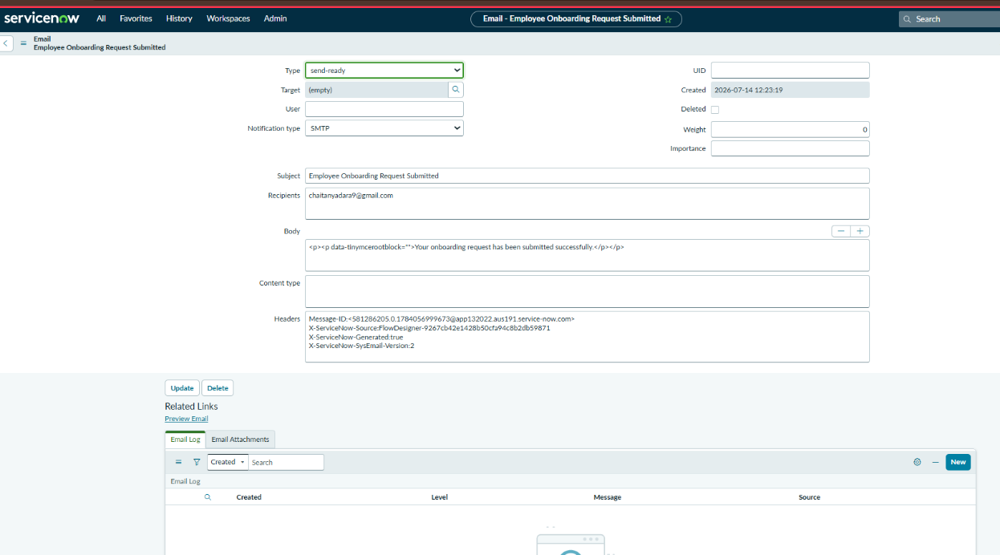 servicenow All Favorites History Workspaces Admin Email - Employee Onboarding Request Submitted Search
Email
Employee Onboarding Request Submitted
Type send-ready UID
Target (empty) Created 2026-07-14 12:23:19
User Deleted
Notification type SMTP Weight 0
Importance
Subject Employee Onboarding Request Submitted
Recipients chaitanyadara9@gmail.com
Body
<p><p data-tinymcerootblock="">Your onboarding request has been submitted successfully.</p></p>
Content type
Headers Message-ID:<581286205.0.1784056999673@app132022.aus191.service-now.com>
X-ServiceNow-Source:FlowDesigner-9267cb42e1428b50cfa94c8b2db59871
X-ServiceNow-Generated:true
X-ServiceNow-SysEmail-Version:2
Update Delete
Related Links
Preview Email
Email Log Email Attachments
Created Search New
Email Log
Created Level Message Source